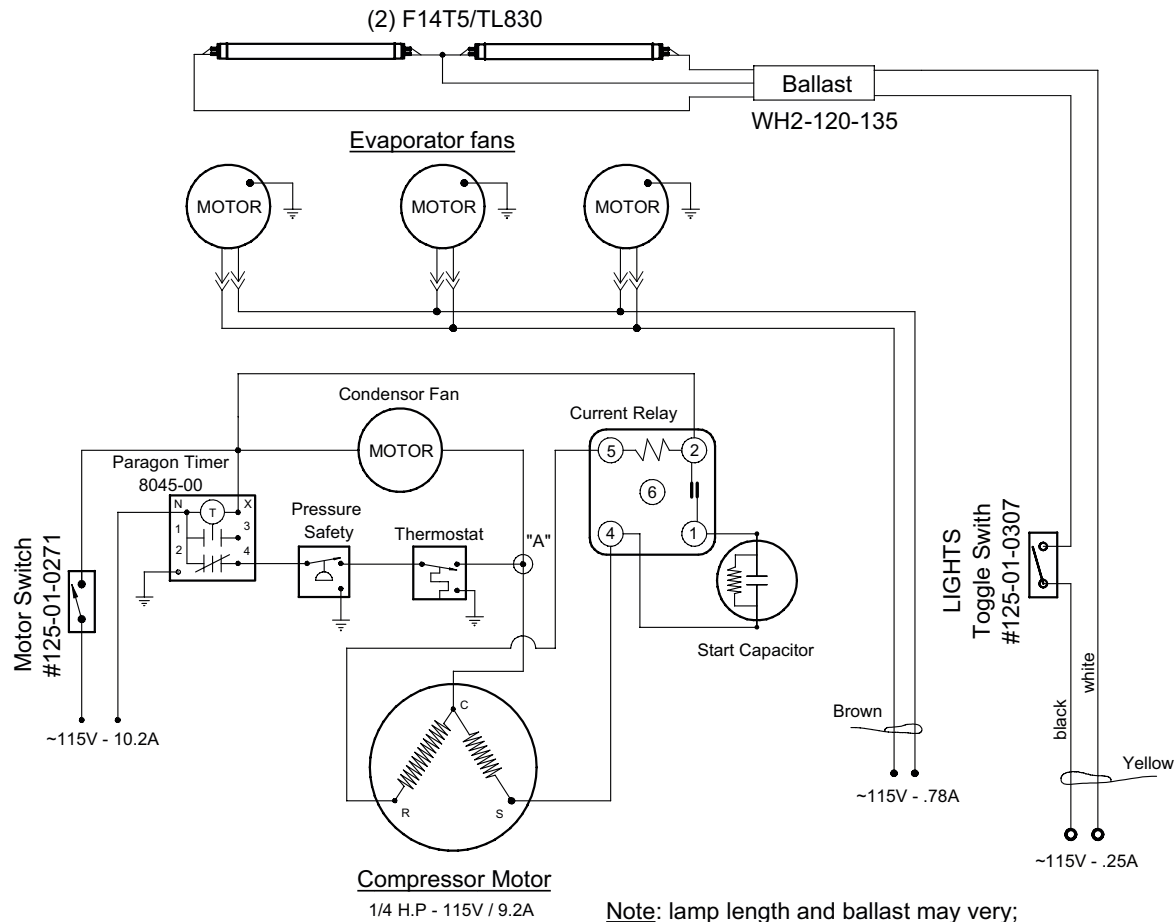 (2) F14T5/TL830
Ballast
WH2-120-135
Evaporator fans
MOTOR
MOTOR
MOTOR
Condensor Fan
MOTOR
Current Relay
5
2
6
4
1
Paragon Timer
8045-00
N
T
X
1
3
2
4
Pressure
Safety
Thermostat
"A"
Start Capacitor
Motor Switch
#125-01-0271
~115V - 10.2A
C
R
S
Compressor Motor
1/4 H.P - 115V / 9.2A
LIGHTS
Toggle Swith
#125-01-0307
Brown
~115V - .78A
black
white
Yellow
~115V - .25A
Note: lamp length and ballast may very;